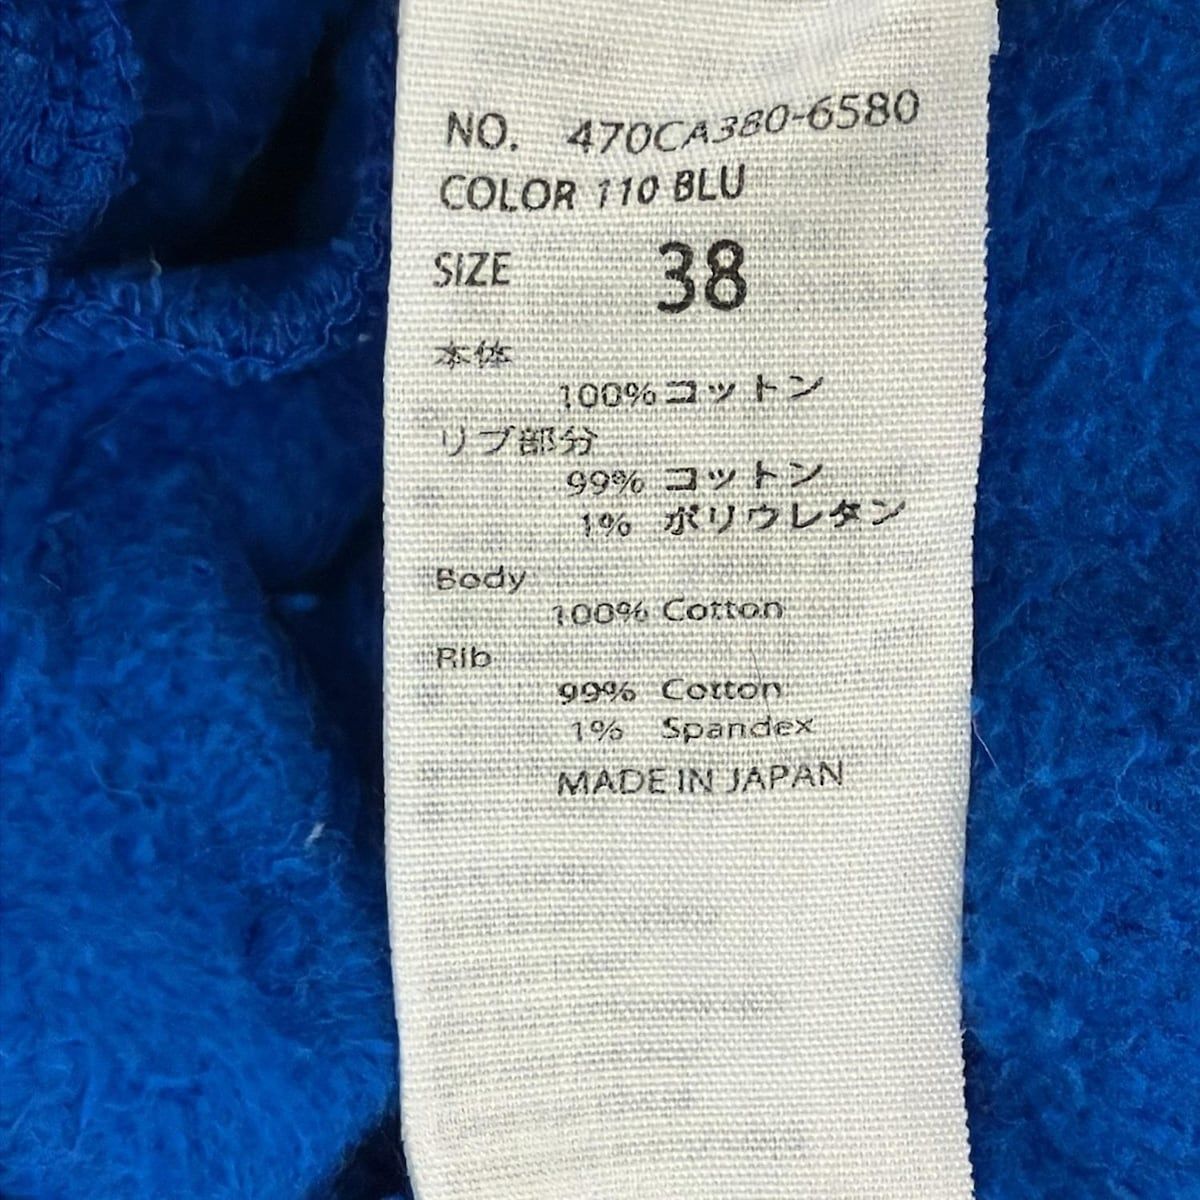 NO. 470CA380-6580
COLOR 110 BLU
SIZE 38
本体
100% コットン
リブ部分
99% コットン
1% ポリウレタン
Body
100% Cotton
Rib
99% Cotton
1% Spandex
MADE IN JAPAN